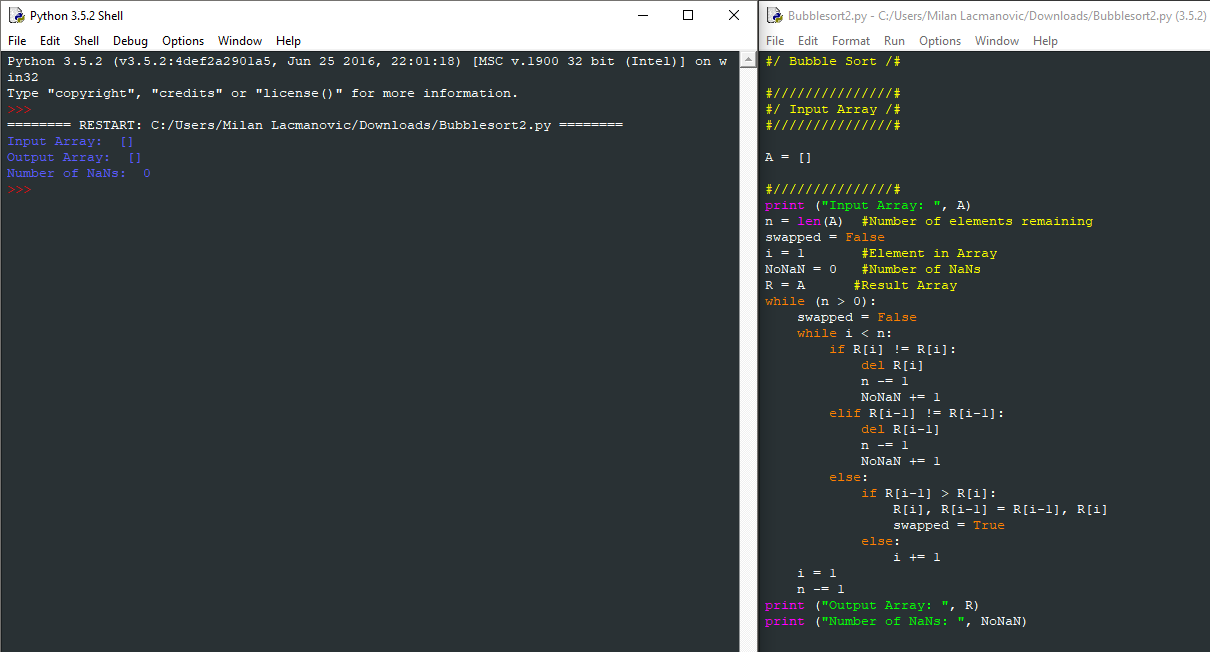 Python 3.5.2 Shell
File Edit Shell Debug Options Window Help
Python 3.5.2 (v3.5.2:4def2a2901a5, Jun 25 2016, 22:01:18) [MSC v.1900 32 bit (Intel)] on w
in32
Type "copyright", "credits" or "license()" for more information.
>>>
======== RESTART: C:/Users/Milan Lacmanovic/Downloads/Bubblesort2.py ========
Input Array:  []
Output Array:  []
Number of NaNs:  0
>>>
Bubblesort2.py - C:/Users/Milan Lacmanovic/Downloads/Bubblesort2.py (3.5.2)
File Edit Format Run Options Window Help
#/ Bubble Sort /#
#///////////////#
#/ Input Array /#
#///////////////#
A = []
#///////////////#
print ("Input Array: ", A)
n = len(A)  #Number of elements remaining
swapped = False
i = 1       #Element in Array
NoNaN = 0   #Number of NaNs
R = A      #Result Array
while (n > 0):
    swapped = False
    while i < n:
        if R[i] != R[i]:
            del R[i]
            n -= 1
            NoNaN += 1
        elif R[i-1] != R[i-1]:
            del R[i-1]
            n -= 1
            NoNaN += 1
        else:
            if R[i-1] > R[i]:
                R[i], R[i-1] = R[i-1], R[i]
                swapped = True
            else:
                i += 1
    i = 1
    n -= 1
print ("Output Array: ", R)
print ("Number of NaNs: ", NoNaN)